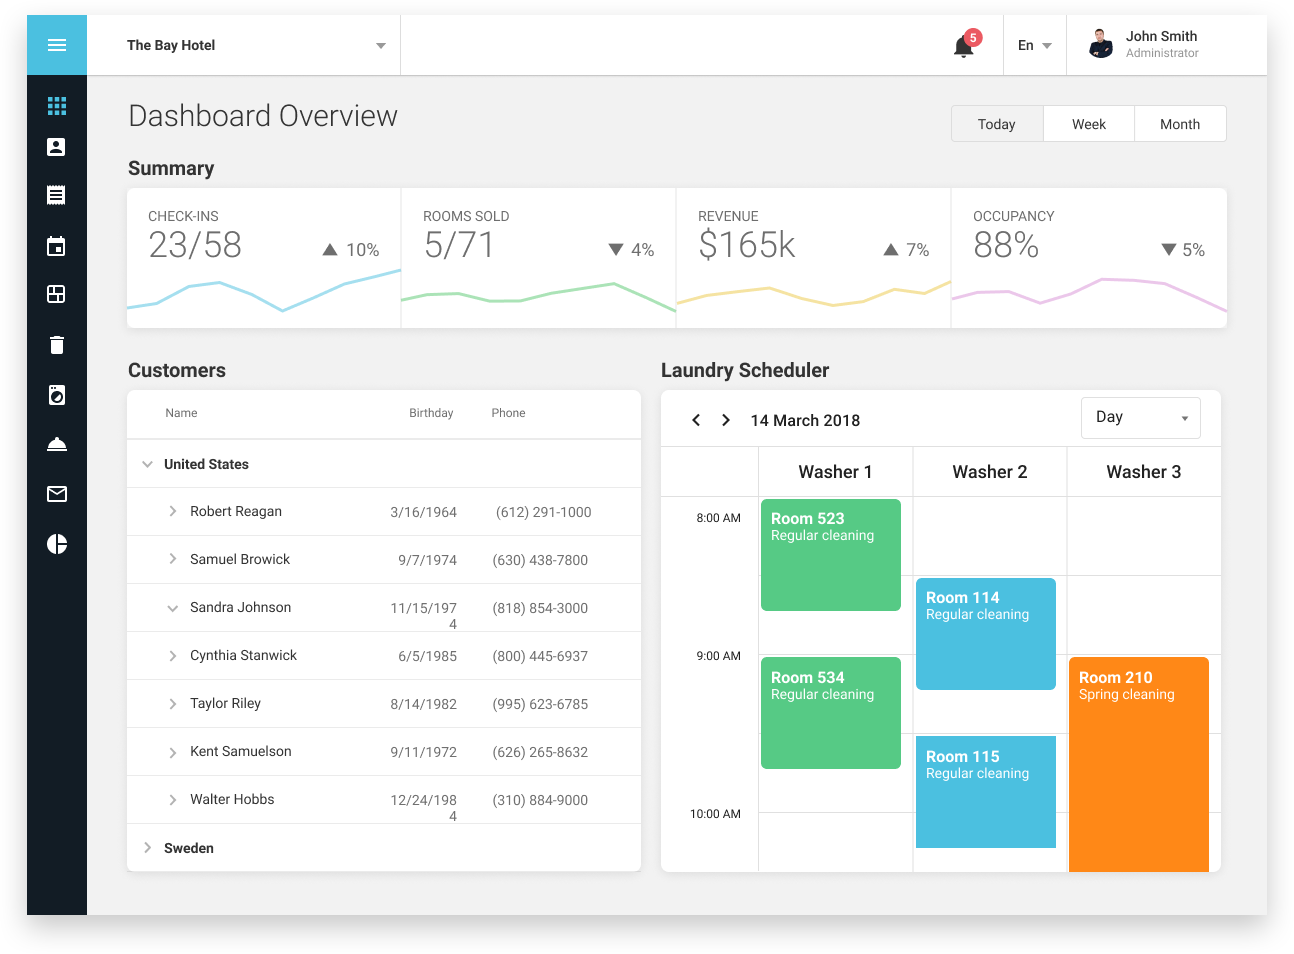 The Bay Hotel
5
En
John Smith
Administrator
Dashboard Overview
Today Week Month
Summary
CHECK-INS
23/58
10%
ROOMS SOLD
5/71
4%
REVENUE
$165k
7%
OCCUPANCY
88%
5%
Customers
Name Birthday Phone
United States
Robert Reagan 3/16/1964 (612) 291-1000
Samuel Browick 9/7/1974 (630) 438-7800
Sandra Johnson 11/15/197 (818) 854-3000
4
Cynthia Stanwick 6/5/1985 (800) 445-6937
Taylor Riley 8/14/1982 (995) 623-6785
Kent Samuelson 9/11/1972 (626) 265-8632
Walter Hobbs 12/24/198 (310) 884-9000
4
Sweden
Laundry Scheduler
14 March 2018 Day
Washer 1 Washer 2 Washer 3
8:00 AM
Room 523
Regular cleaning
Room 114
Regular cleaning
9:00 AM
Room 534
Regular cleaning
Room 210
Spring cleaning
Room 115
Regular cleaning
10:00 AM